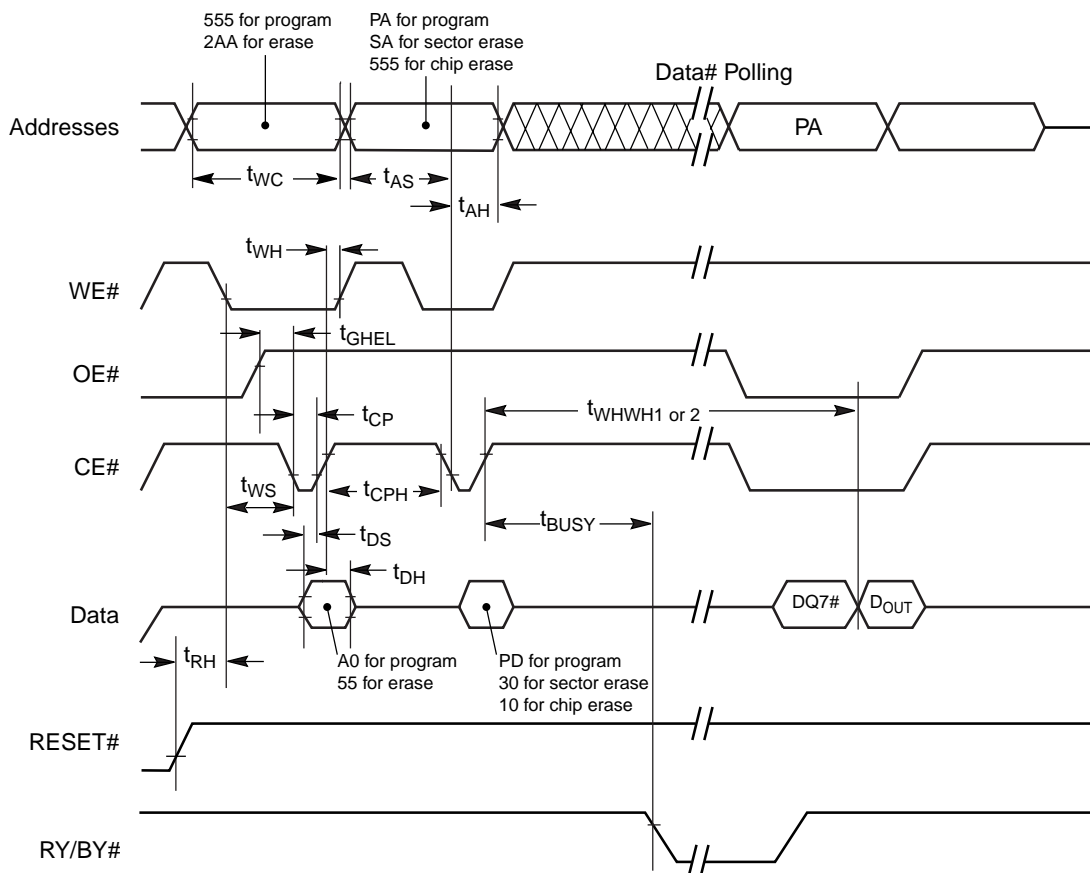 555 for program
2AA for erase
PA for program
SA for sector erase
555 for chip erase
Data# Polling
Addresses
PA
tWC
tAS
tAH
tWH
WE#
tGHEL
OE#
tWHWH1 or 2
tCP
CE#
tWS
tCPH
tBUSY
tDS
tDH
Data
DQ7#
DOUT
tRH
A0 for program
55 for erase
PD for program
30 for sector erase
10 for chip erase
RESET#
RY/BY#